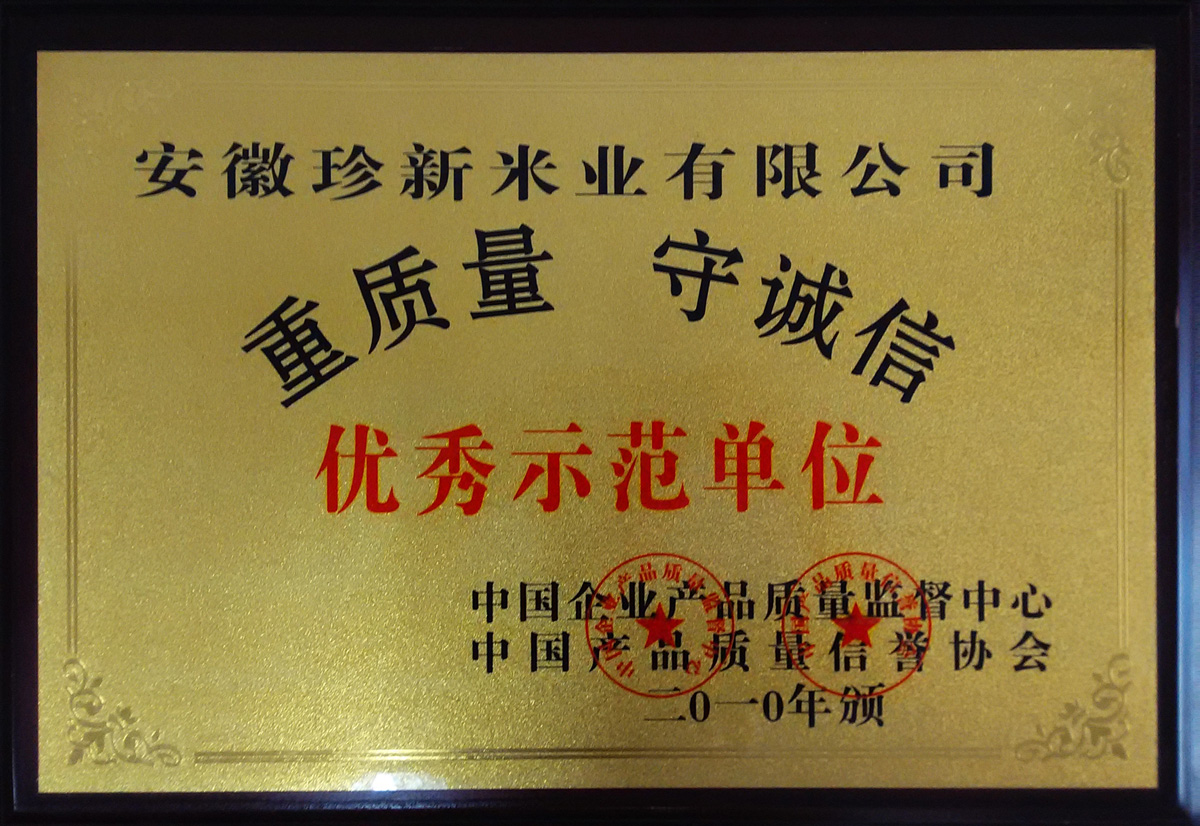 安徽珍新米业有限公司
重质量 守诚信
优秀示范单位
中国企业产品质量监督中心
中国产品质量信誉协会
二0一0年颁